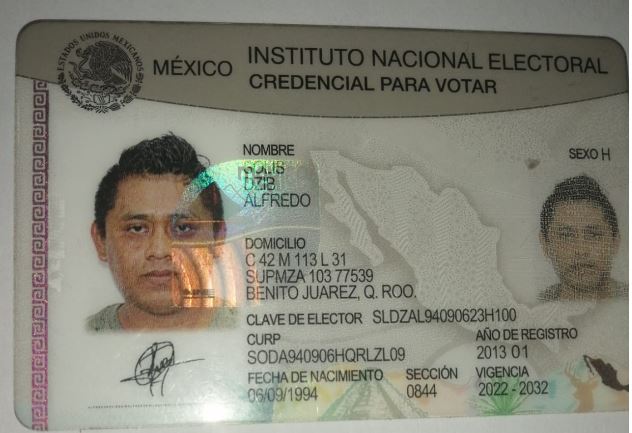 ESTADOS UNIDOS MEXICANOS
MÉXICO INSTITUTO NACIONAL ELECTORAL
CREDENCIAL PARA VOTAR
NOMBRE
SEXO H
SOLIS
DZIB
ALFREDO
DOMICILIO
C 42 M 113 L 31
SUPMZA 103 77539
BENITO JUAREZ, Q. ROO.
CLAVE DE ELECTOR SLDZAL94090623H100
CURP
SODA940906HQRLZL09
AÑO DE REGISTRO
2013 01
FECHA DE NACIMIENTO
06/09/1994
SECCIÓN
0844
VIGENCIA
2022 - 2032